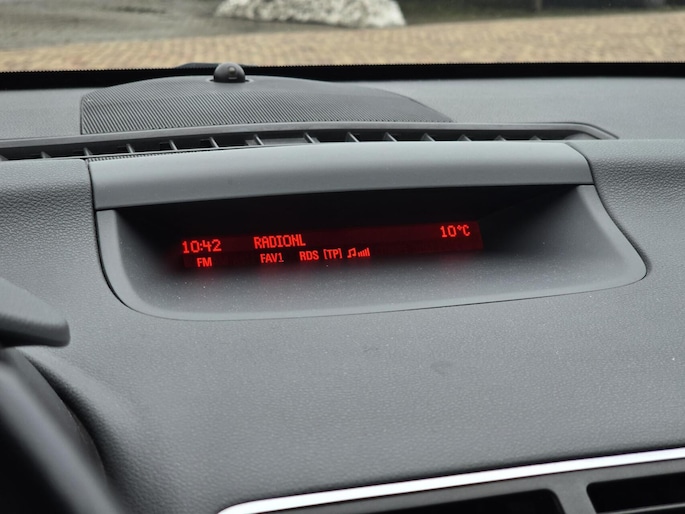 10:42 RADIONL 10°C
FM FAV1 RDS [TP]